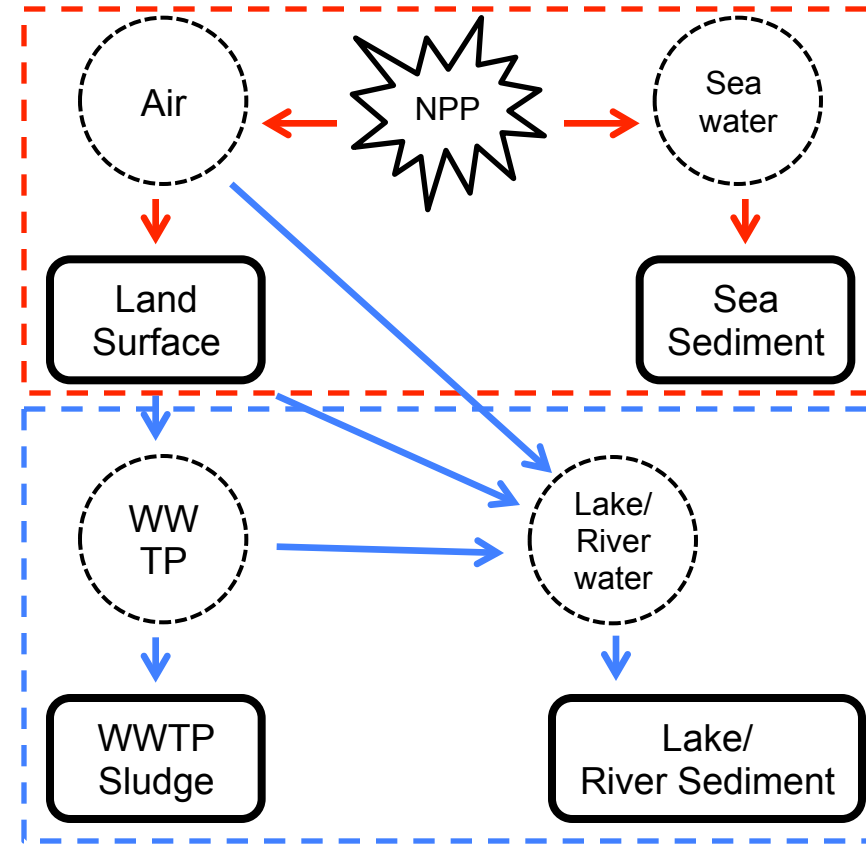 Air
NPP
Sea
water
Land
Surface
Sea
Sediment
WW
TP
Lake/
River
water
WWTP
Sludge
Lake/
River Sediment